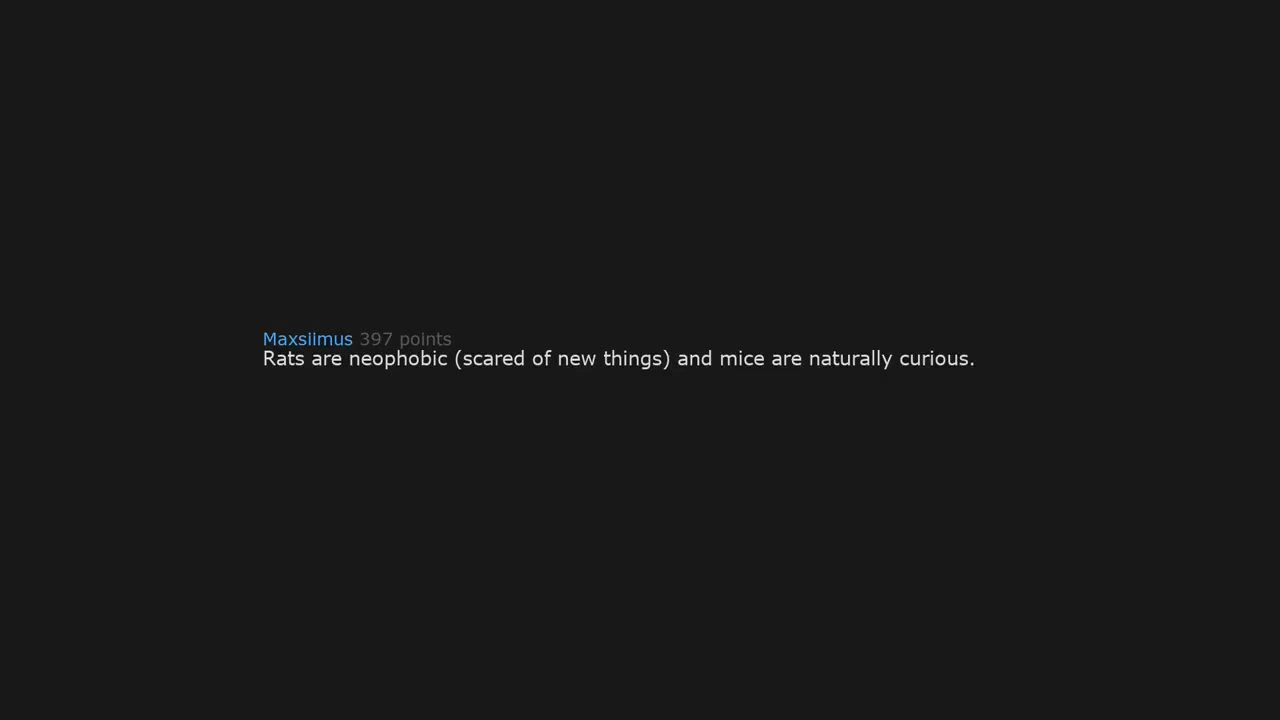 Maxsiimus 397 points
Rats are neophobic (scared of new things) and mice are naturally curious.